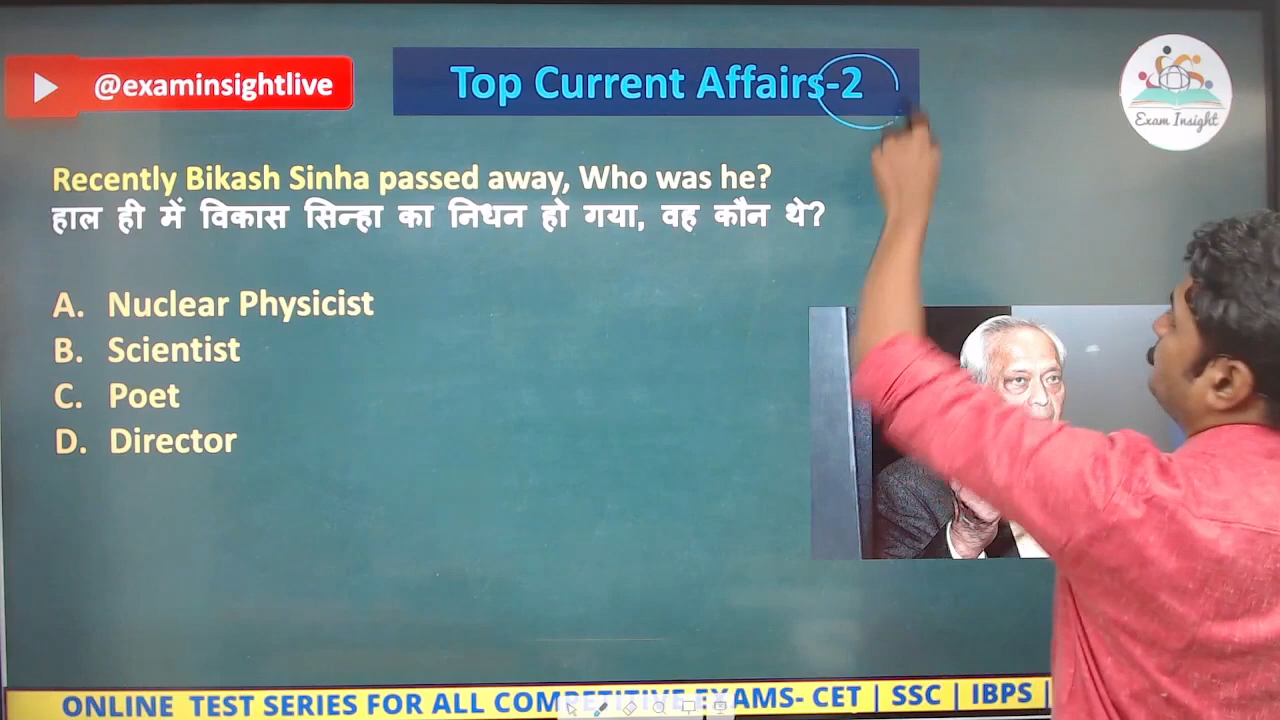 @examinsightlive
Top Current Affairs-2
Exam Insight
Recently Bikash Sinha passed away, Who was he?
हाल ही में विकास सिन्हा का निधन हो गया, वह कौन थे?
A. Nuclear Physicist
B. Scientist
C. Poet
D. Director
ONLINE TEST SERIES FOR ALL COMPETITIVE EXAMS- CET | SSC | IBPS |